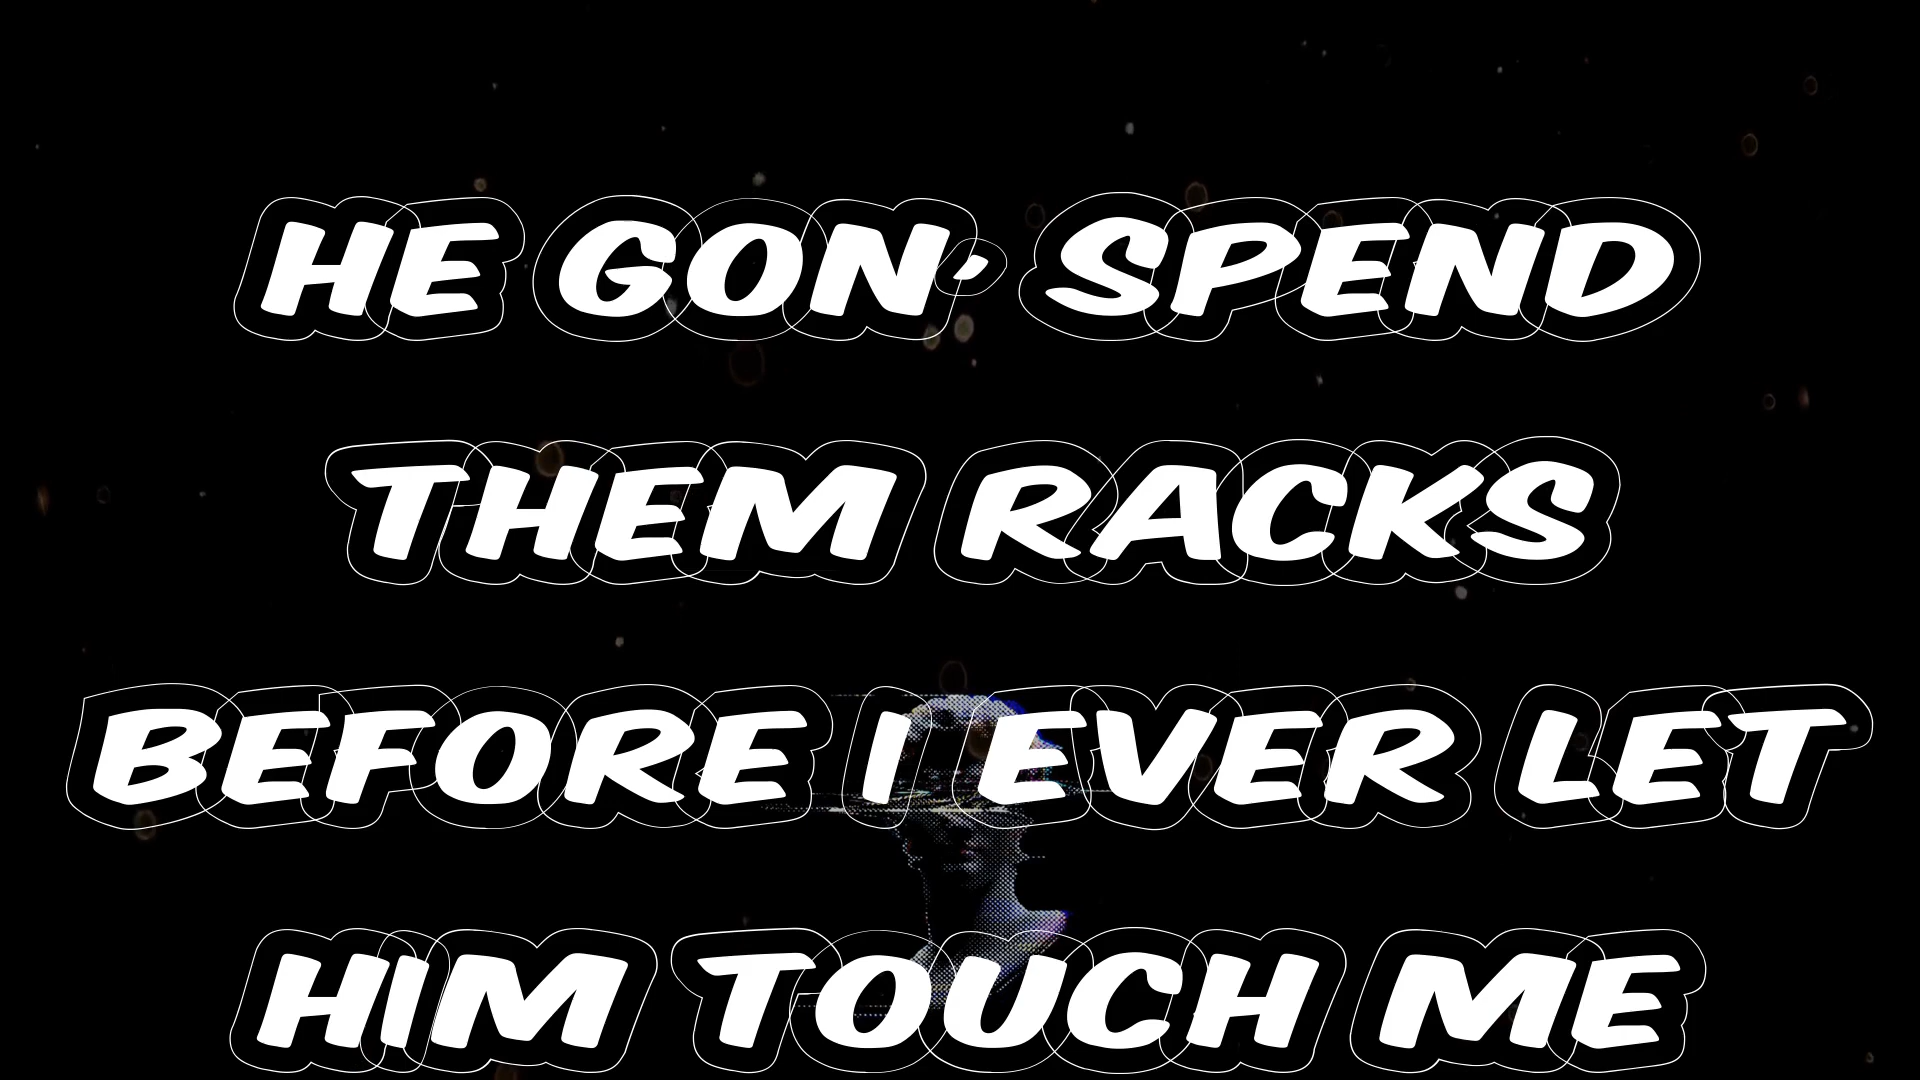 HE GON' SPEND
THEM RACKS
BEFORE I EVER LET
HIM TOUCH ME